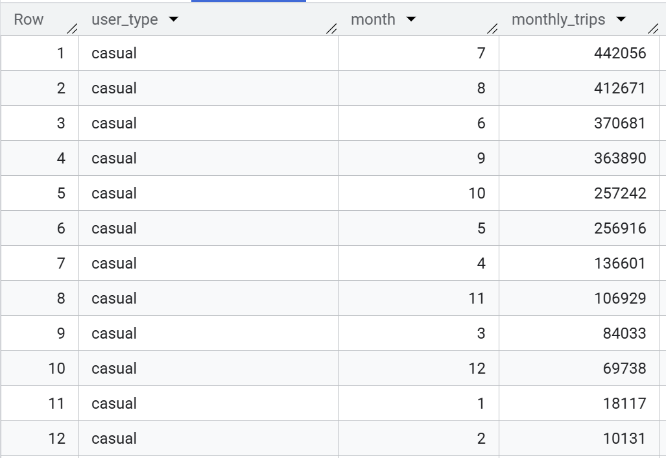 Row user_type month monthly_trips
1 casual 7 442056
2 casual 8 412671
3 casual 6 370681
4 casual 9 363890
5 casual 10 257242
6 casual 5 256916
7 casual 4 136601
8 casual 11 106929
9 casual 3 84033
10 casual 12 69738
11 casual 1 18117
12 casual 2 10131